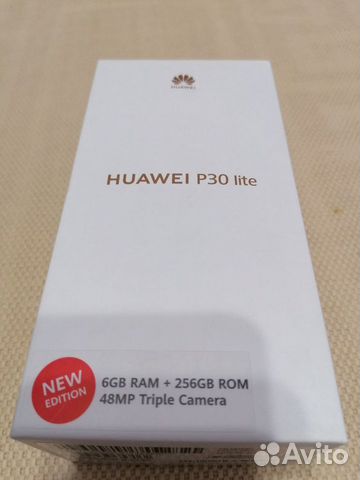 HUAWEI
HUAWEI P30 lite
NEW
EDITION
6GB RAM + 256GB ROM
48MP Triple Camera
Avito